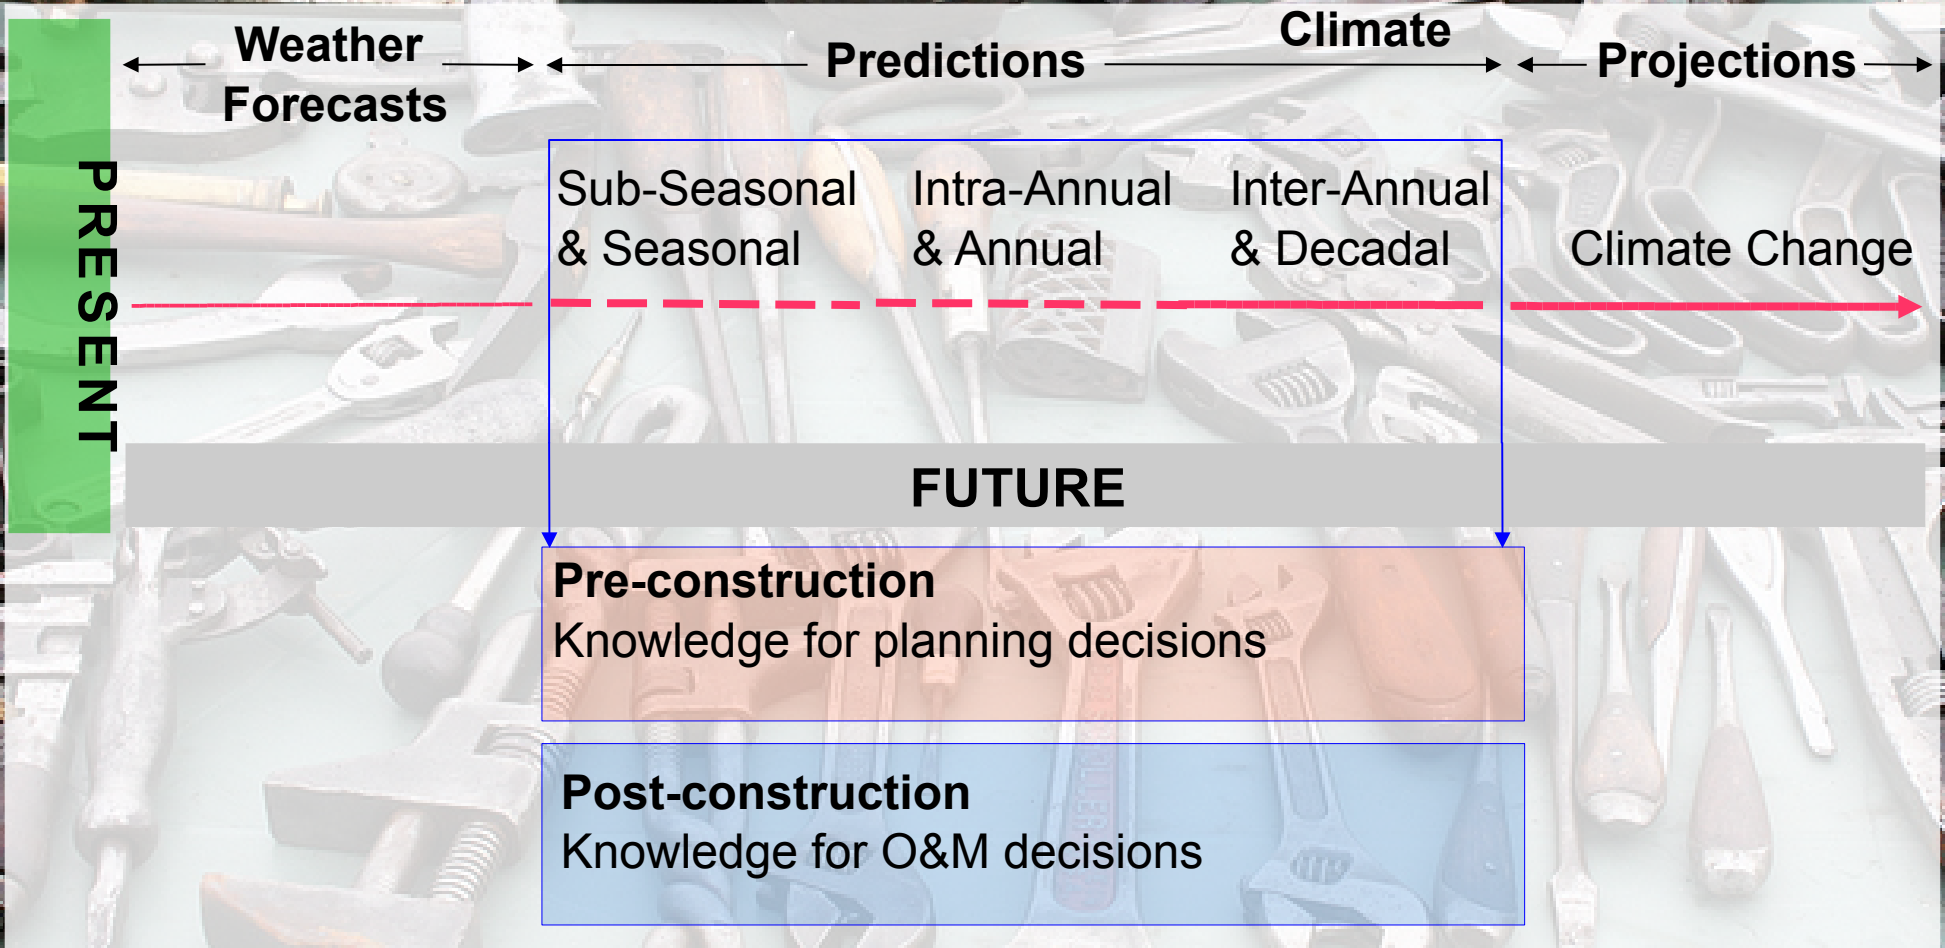 Weather
Forecasts
Predictions
Climate
Projections
PRESENT
Sub-Seasonal
& Seasonal
Intra-Annual
& Annual
Inter-Annual
& Decadal
Climate Change
FUTURE
Pre-construction
Knowledge for planning decisions
Post-construction
Knowledge for O&M decisions